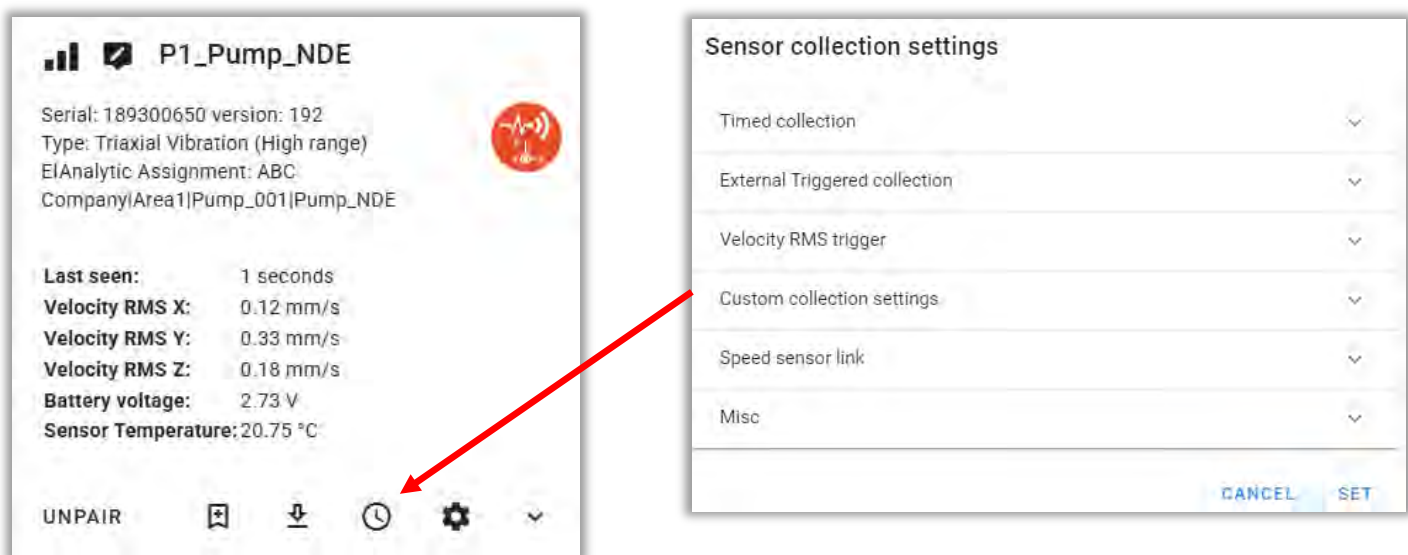 P1_Pump_NDE
Serial: 189300650 version: 192
Type: Triaxial Vibration (High range)
EIAnalytic Assignment: ABC
Company|Area1|Pump_001|Pump_NDE
Last seen: 1 seconds
Velocity RMS X: 0.12 mm/s
Velocity RMS Y: 0.33 mm/s
Velocity RMS Z: 0.18 mm/s
Battery voltage: 2.73 V
Sensor Temperature: 20.75 °C
UNPAIR
Sensor collection settings
Timed collection
External Triggered collection
Velocity RMS trigger
Custom collection settings
Speed sensor link
Misc
CANCEL SET